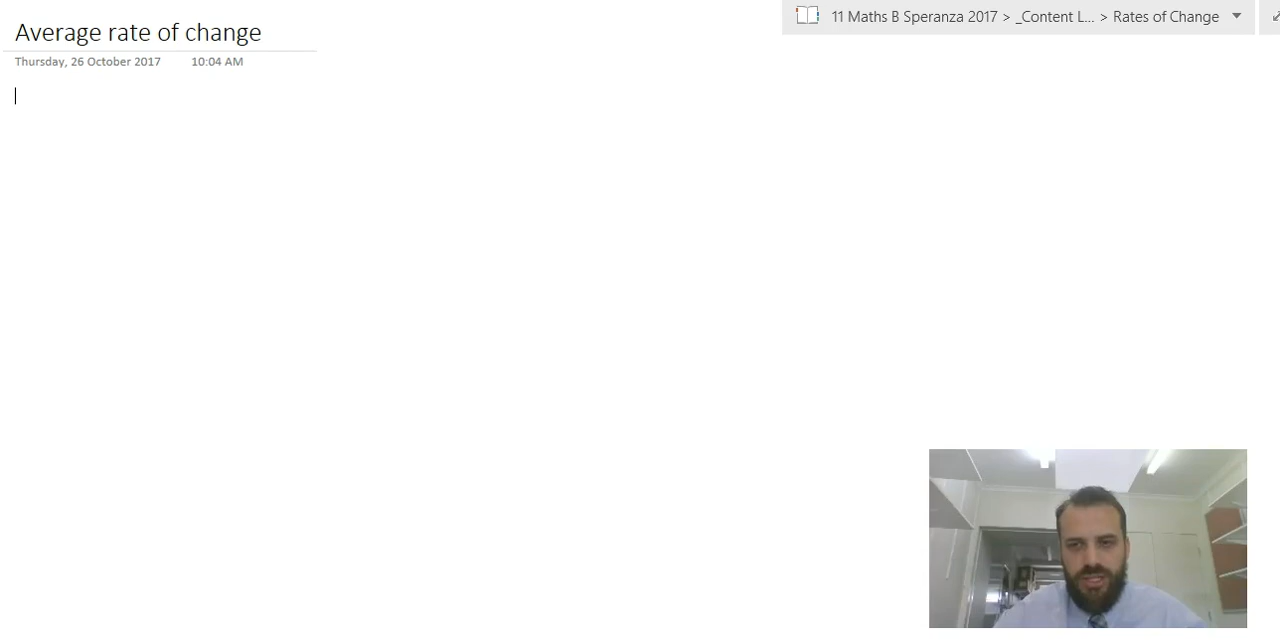 Average rate of change
Thursday, 26 October 2017 10:04 AM
11 Maths B Speranza 2017 > _Content L... > Rates of Change